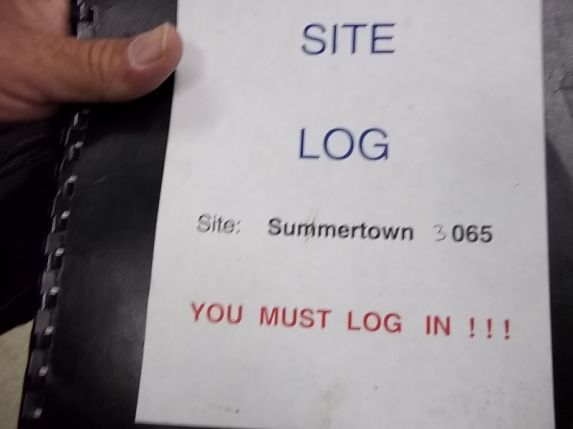 SITE
LOG
Site: Summertown 3065
YOU MUST LOG IN ! ! !